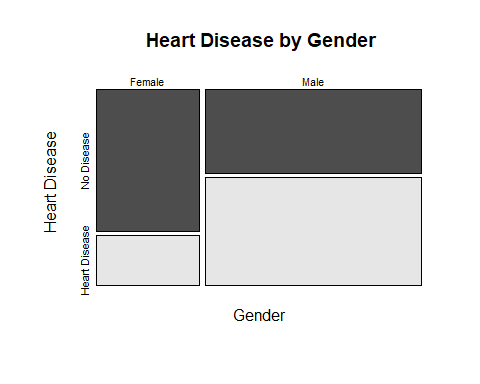 Heart Disease by Gender
Female
Male
Heart Disease
No Disease
Heart Disease
Gender